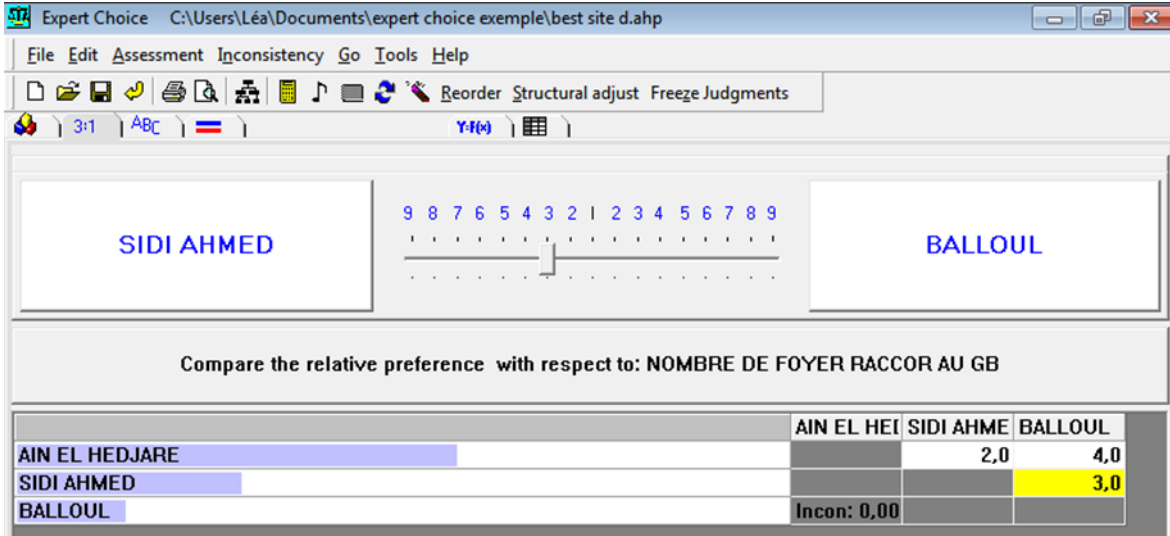 Expert Choice C:\Users\Léa\Documents\expert choice exemple\best site d.ahp
File Edit Assessment Inconsistency Go Tools Help
Reorder Structural adjust Freeze Judgments
3:1 ABC Y=F(x)
9 8 7 6 5 4 3 2 1 2 3 4 5 6 7 8 9
SIDI AHMED BALLOUL
Compare the relative preference with respect to: NOMBRE DE FOYER RACCOR AU GB
AIN EL HEI SIDI AHME BALLOUL
AIN EL HEDJARE 2,0 4,0
SIDI AHMED 3,0
BALLOUL Incon: 0,00